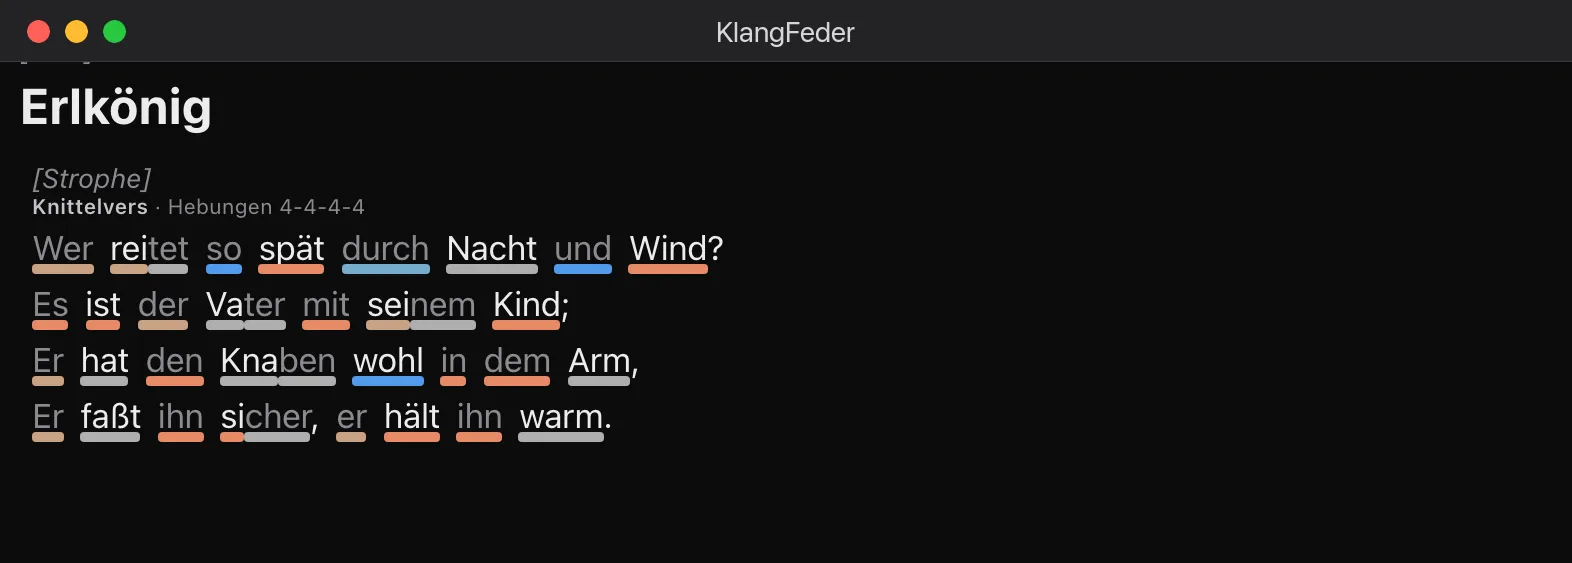 KlangFeder
Erlkönig
[Strophe]
Knittelvers · Hebungen 4-4-4-4
Wer reitet so spät durch Nacht und Wind?
Es ist der Vater mit seinem Kind;
Er hat den Knaben wohl in dem Arm,
Er faßt ihn sicher, er hält ihn warm.